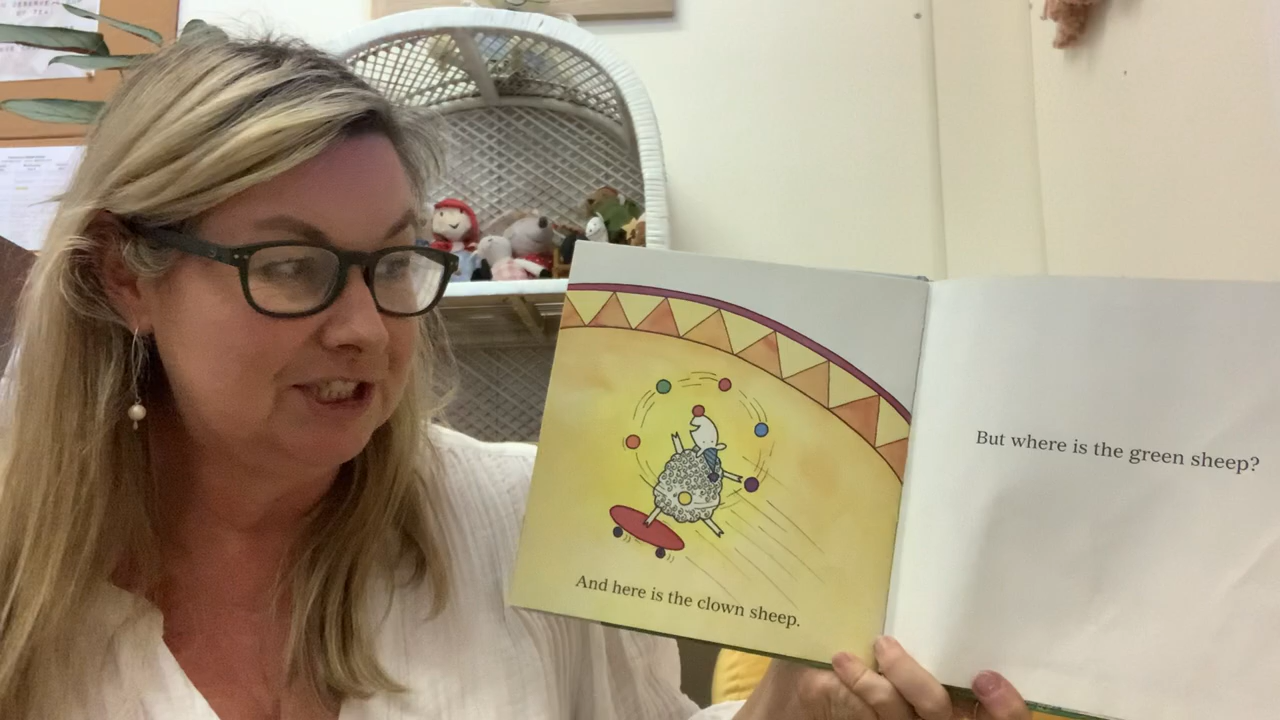 And here is the clown sheep.
But where is the green sheep?